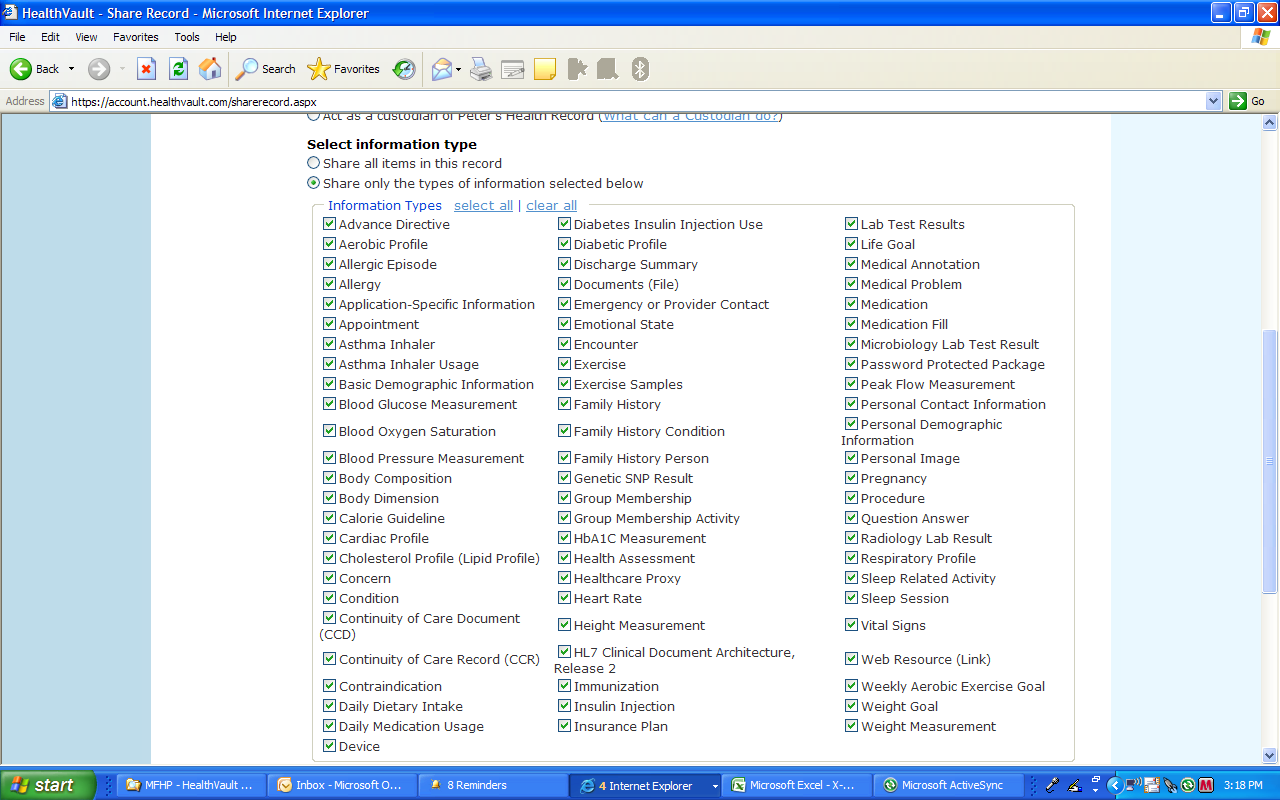 HealthVault - Share Record - Microsoft Internet Explorer
File Edit View Favorites Tools Help
Back Search Favorites
Address https://account.healthvault.com/sharerecord.aspx Go
Act as a custodian of Peter's Health Record (What can a Custodian do?)
Select information type
Share all items in this record
Share only the types of information selected below
Information Types select all | clear all
Advance Directive Diabetes Insulin Injection Use Lab Test Results
Aerobic Profile Diabetic Profile Life Goal
Allergic Episode Discharge Summary Medical Annotation
Allergy Documents (File) Medical Problem
Application-Specific Information Emergency or Provider Contact Medication
Appointment Emotional State Medication Fill
Asthma Inhaler Encounter Microbiology Lab Test Result
Asthma Inhaler Usage Exercise Password Protected Package
Basic Demographic Information Exercise Samples Peak Flow Measurement
Blood Glucose Measurement Family History Personal Contact Information
Blood Oxygen Saturation Family History Condition Personal Demographic
Information
Blood Pressure Measurement Family History Person Personal Image
Body Composition Genetic SNP Result Pregnancy
Body Dimension Group Membership Procedure
Calorie Guideline Group Membership Activity Question Answer
Cardiac Profile HbA1C Measurement Radiology Lab Result
Cholesterol Profile (Lipid Profile) Health Assessment Respiratory Profile
Concern Healthcare Proxy Sleep Related Activity
Condition Heart Rate Sleep Session
Continuity of Care Document
(CCD) Height Measurement Vital Signs
Continuity of Care Record (CCR) HL7 Clinical Document Architecture,
Release 2 Web Resource (Link)
Contraindication Immunization Weekly Aerobic Exercise Goal
Daily Dietary Intake Insulin Injection Weight Goal
Daily Medication Usage Insurance Plan Weight Measurement
Device
start MFHP - HealthVault ... Inbox - Microsoft O... 8 Reminders 4 Internet Explorer Microsoft Excel - X-... Microsoft ActiveSync 3:18 PM